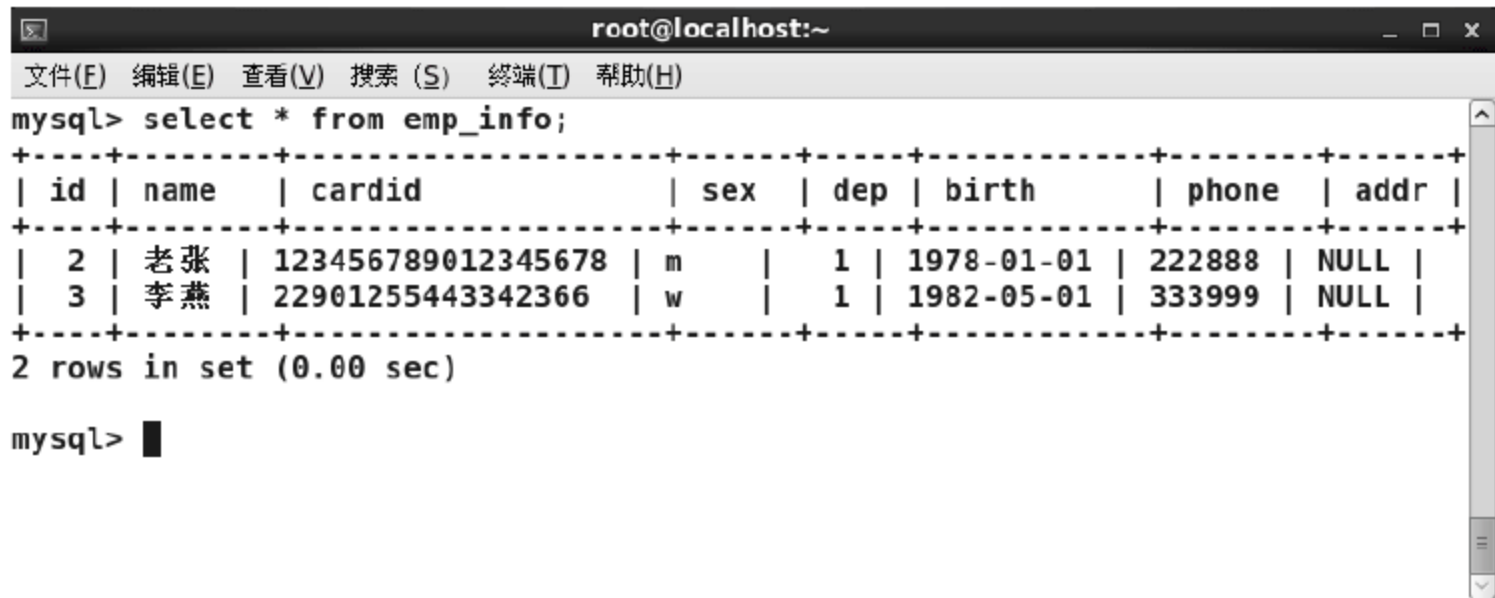 root@localhost:~
文件(F) 编辑(E) 查看(V) 搜索 (S) 终端(T) 帮助(H)
mysql> select * from emp_info;
+----+--------+--------------------+------+-----+------------+--------+------+
| id | name   | cardid             | sex  | dep | birth      | phone  | addr |
+----+--------+--------------------+------+-----+------------+--------+------+
|  2 | 老张 | 123456789012345678 | m    |   1 | 1978-01-01 | 222888 | NULL |
|  3 | 李燕 | 22901255443342366  | w    |   1 | 1982-05-01 | 333999 | NULL |
+----+--------+--------------------+------+-----+------------+--------+------+
2 rows in set (0.00 sec)
mysql>